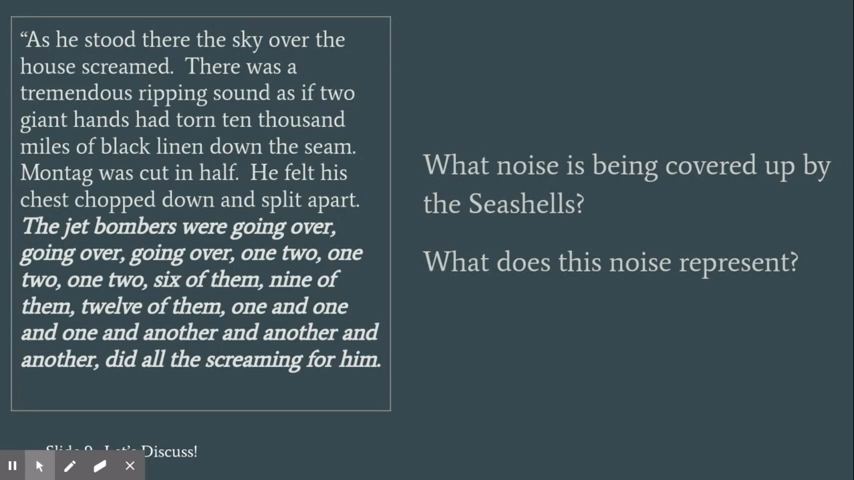 “As he stood there the sky over the
house screamed.  There was a
tremendous ripping sound as if two
giant hands had torn ten thousand
miles of black linen down the seam.
Montag was cut in half.  He felt his
chest chopped down and split apart.
The jet bombers were going over,
going over, going over, one two, one
two, one two, six of them, nine of
them, twelve of them, one and one
and one and another and another and
another, did all the screaming for him.
What noise is being covered up by
the Seashells?
What does this noise represent?
Slide 9 Let's Discuss!